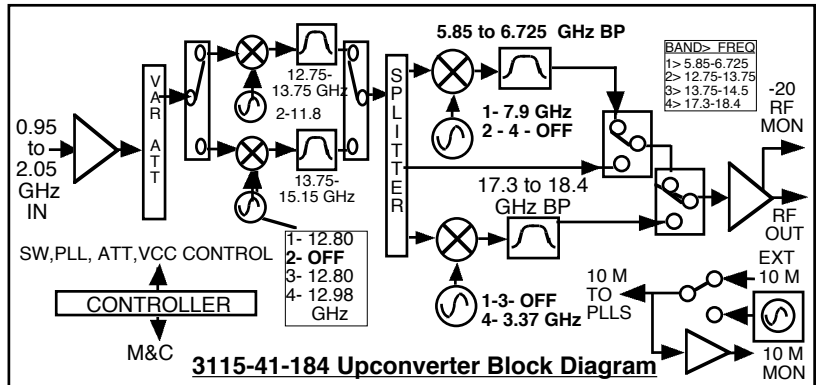 5.85 to 6.725 GHz BP
BAND> FREQ
1> 5.85-6.725
2> 12.75-13.75
3> 13.75-14.5
4> 17.3-18.4
-20
RF
MON
VAR ATT
12.75-
13.75 GHz
2-11.8
SPLITTER
1- 7.9 GHz
2 - 4 - OFF
0.95
to
2.05
GHz
IN
13.75-
15.15 GHz
17.3 to 18.4
GHz BP
RF
OUT
SW,PLL, ATT,VCC CONTROL
1- 12.80
2- OFF
3- 12.80
4- 12.98
GHz
CONTROLLER
M&C
1-3- OFF
4- 3.37 GHz
10 M
TO
PLLS
EXT
10 M
10 M
MON
3115-41-184 Upconverter Block Diagram